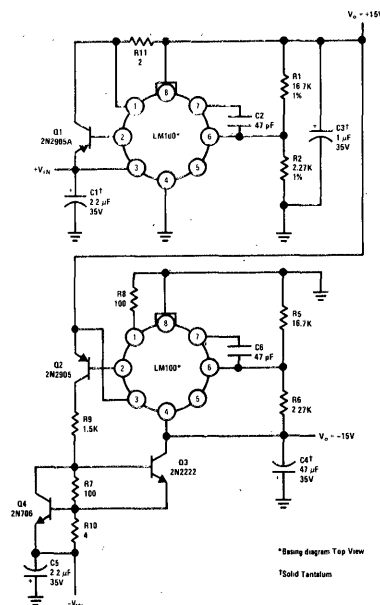 Vₒ = +15V
R11
2
8
1
7
2
LM100*
6
3
5
4
C2
47 pF
R1
16.7K
1%
R2
2.27K
1%
C3†
1 μF
35V
+
Q1
2N2905A
+VIN
+
C1†
2.2 μF
35V
R8
100
8
1
7
2
LM100*
6
3
5
4
C6
47 pF
R5
16.7K
R6
2.27K
Q2
2N2905
R9
1.5K
Vₒ = −15V
C4†
47 μF
35V
+
Q3
2N2222
R7
100
Q4
2N706
R10
4
C5
2.2 μF
35V
+
−VIN
*Basing diagram Top View
†Solid Tantalum